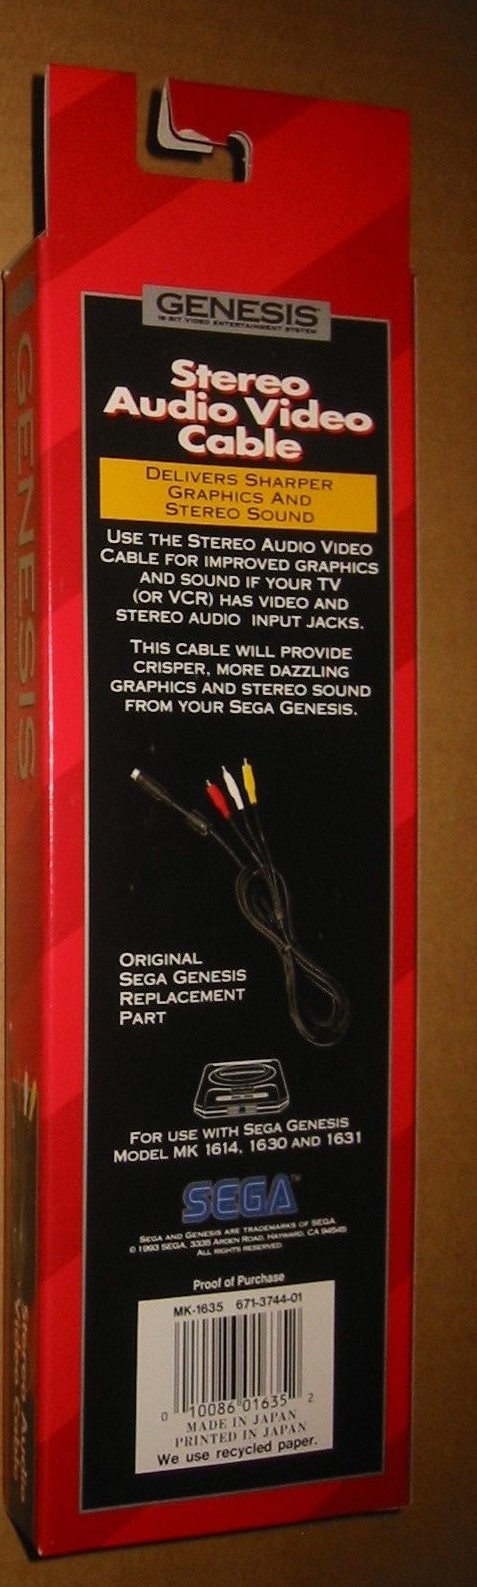 GENESIS™
16-BIT VIDEO ENTERTAINMENT SYSTEM
Stereo
Audio Video
Cable
DELIVERS SHARPER
GRAPHICS AND
STEREO SOUND
USE THE STEREO AUDIO VIDEO
CABLE FOR IMPROVED GRAPHICS
AND SOUND IF YOUR TV
(OR VCR) HAS VIDEO AND
STEREO AUDIO INPUT JACKS.
THIS CABLE WILL PROVIDE
CRISPER, MORE DAZZLING
GRAPHICS AND STEREO SOUND
FROM YOUR SEGA GENESIS.
ORIGINAL
SEGA GENESIS
REPLACEMENT
PART
FOR USE WITH SEGA GENESIS
MODEL MK 1614, 1630 AND 1631
SEGA™
SEGA AND GENESIS ARE TRADEMARKS OF SEGA.
© 1993 SEGA, 3335 ARDEN ROAD, HAYWARD, CA 94545
ALL RIGHTS RESERVED.
Proof of Purchase
MK-1635 671-3744-01
0 10086 01635 2
MADE IN JAPAN
PRINTED IN JAPAN
We use recycled paper.
GENESIS
Stereo Audio